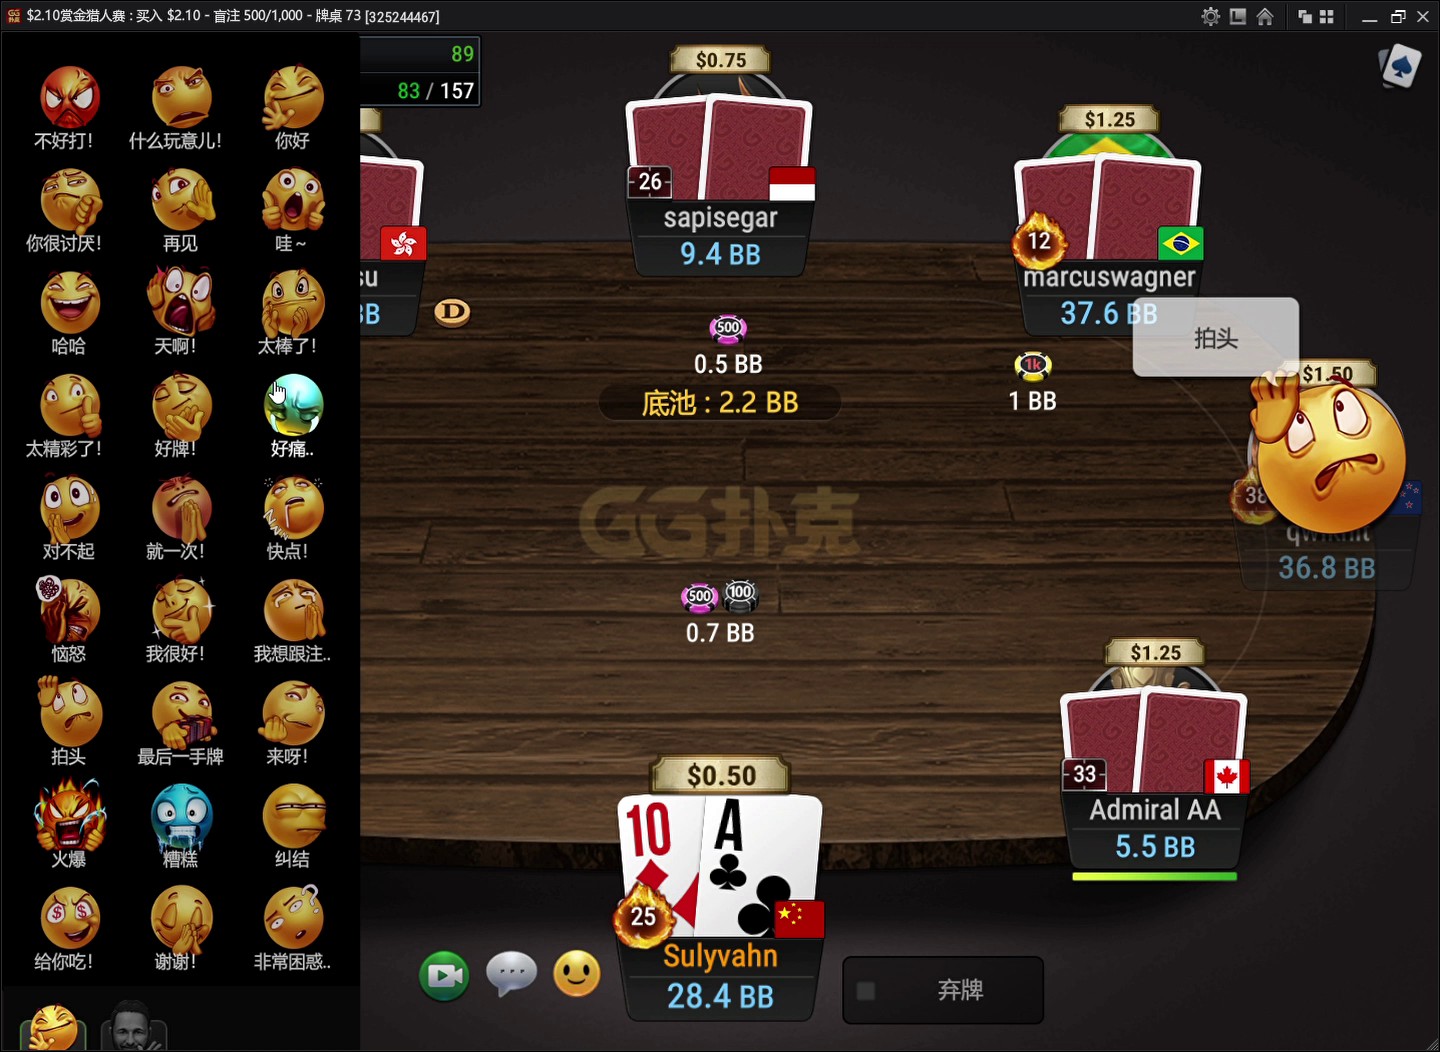 $2.10赏金猎人赛 : 买入 $2.10 - 盲注 500/1,000 - 牌桌 73 [325244467]
89
83 / 157
不好打！
什么玩意儿！
你好
你很讨厌！
再见
哇 ~
哈哈
天啊！
太棒了！
太精彩了！
好牌！
好痛..
对不起
就一次！
快点！
恼怒
我很好！
我想跟注..
拍头
最后一手牌
来呀！
火爆
糟糕
纠结
给你吃！
谢谢！
非常困惑..
$0.75
26
sapisegar
9.4 BB
$1.25
12
marcuswagner
37.6 BB
拍头
$1.50
36.8 BB
su
BB
D
500
0.5 BB
底池 : 2.2 BB
1k
1 BB
GG扑克
500
100
0.7 BB
$1.25
33
Admiral AA
5.5 BB
$0.50
10
A
25
Sulyvahn
28.4 BB
弃牌